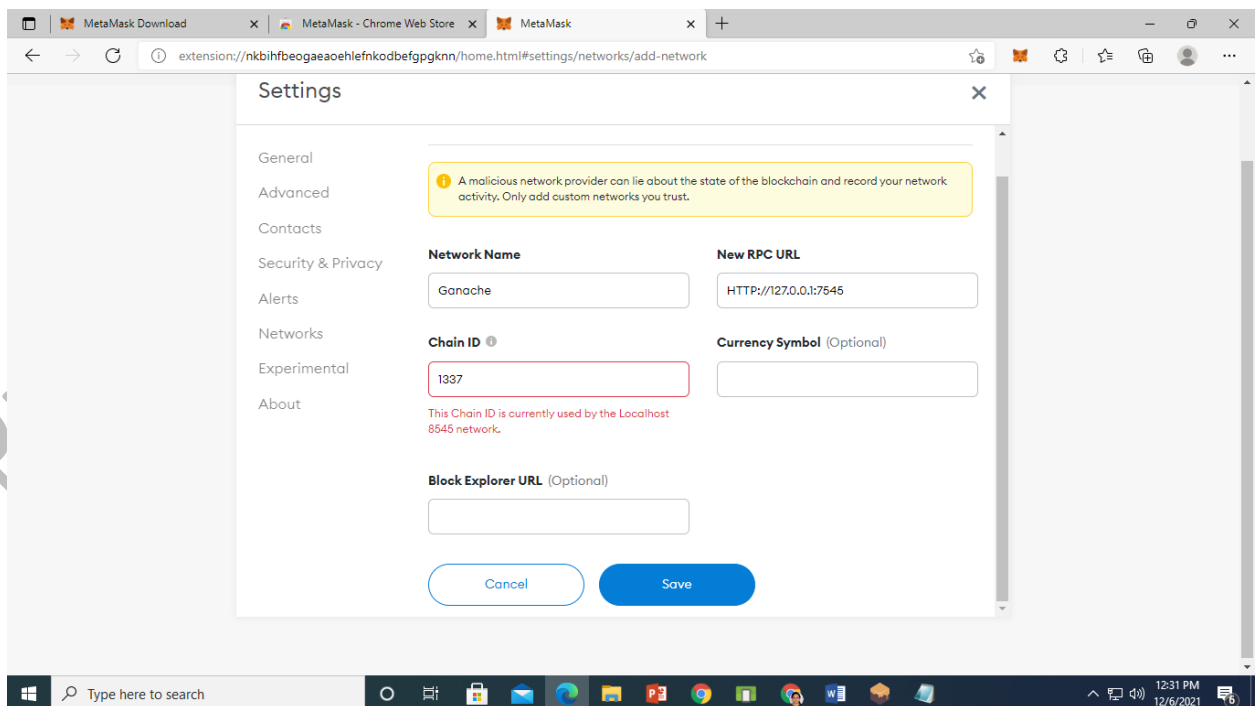 MetaMask Download
MetaMask - Chrome Web Store
MetaMask
extension://nkbihfbeogaeaoehlefnkodbefgpgknn/home.html#settings/networks/add-network
Settings
General
Advanced
Contacts
Security & Privacy
Alerts
Networks
Experimental
About
A malicious network provider can lie about the state of the blockchain and record your network
activity. Only add custom networks you trust.
Network Name
New RPC URL
Ganache
HTTP://127.0.0.1:7545
Chain ID
Currency Symbol (Optional)
1337
This Chain ID is currently used by the Localhost
8545 network.
Block Explorer URL (Optional)
Cancel
Save
Type here to search
12:31 PM
12/6/2021
6